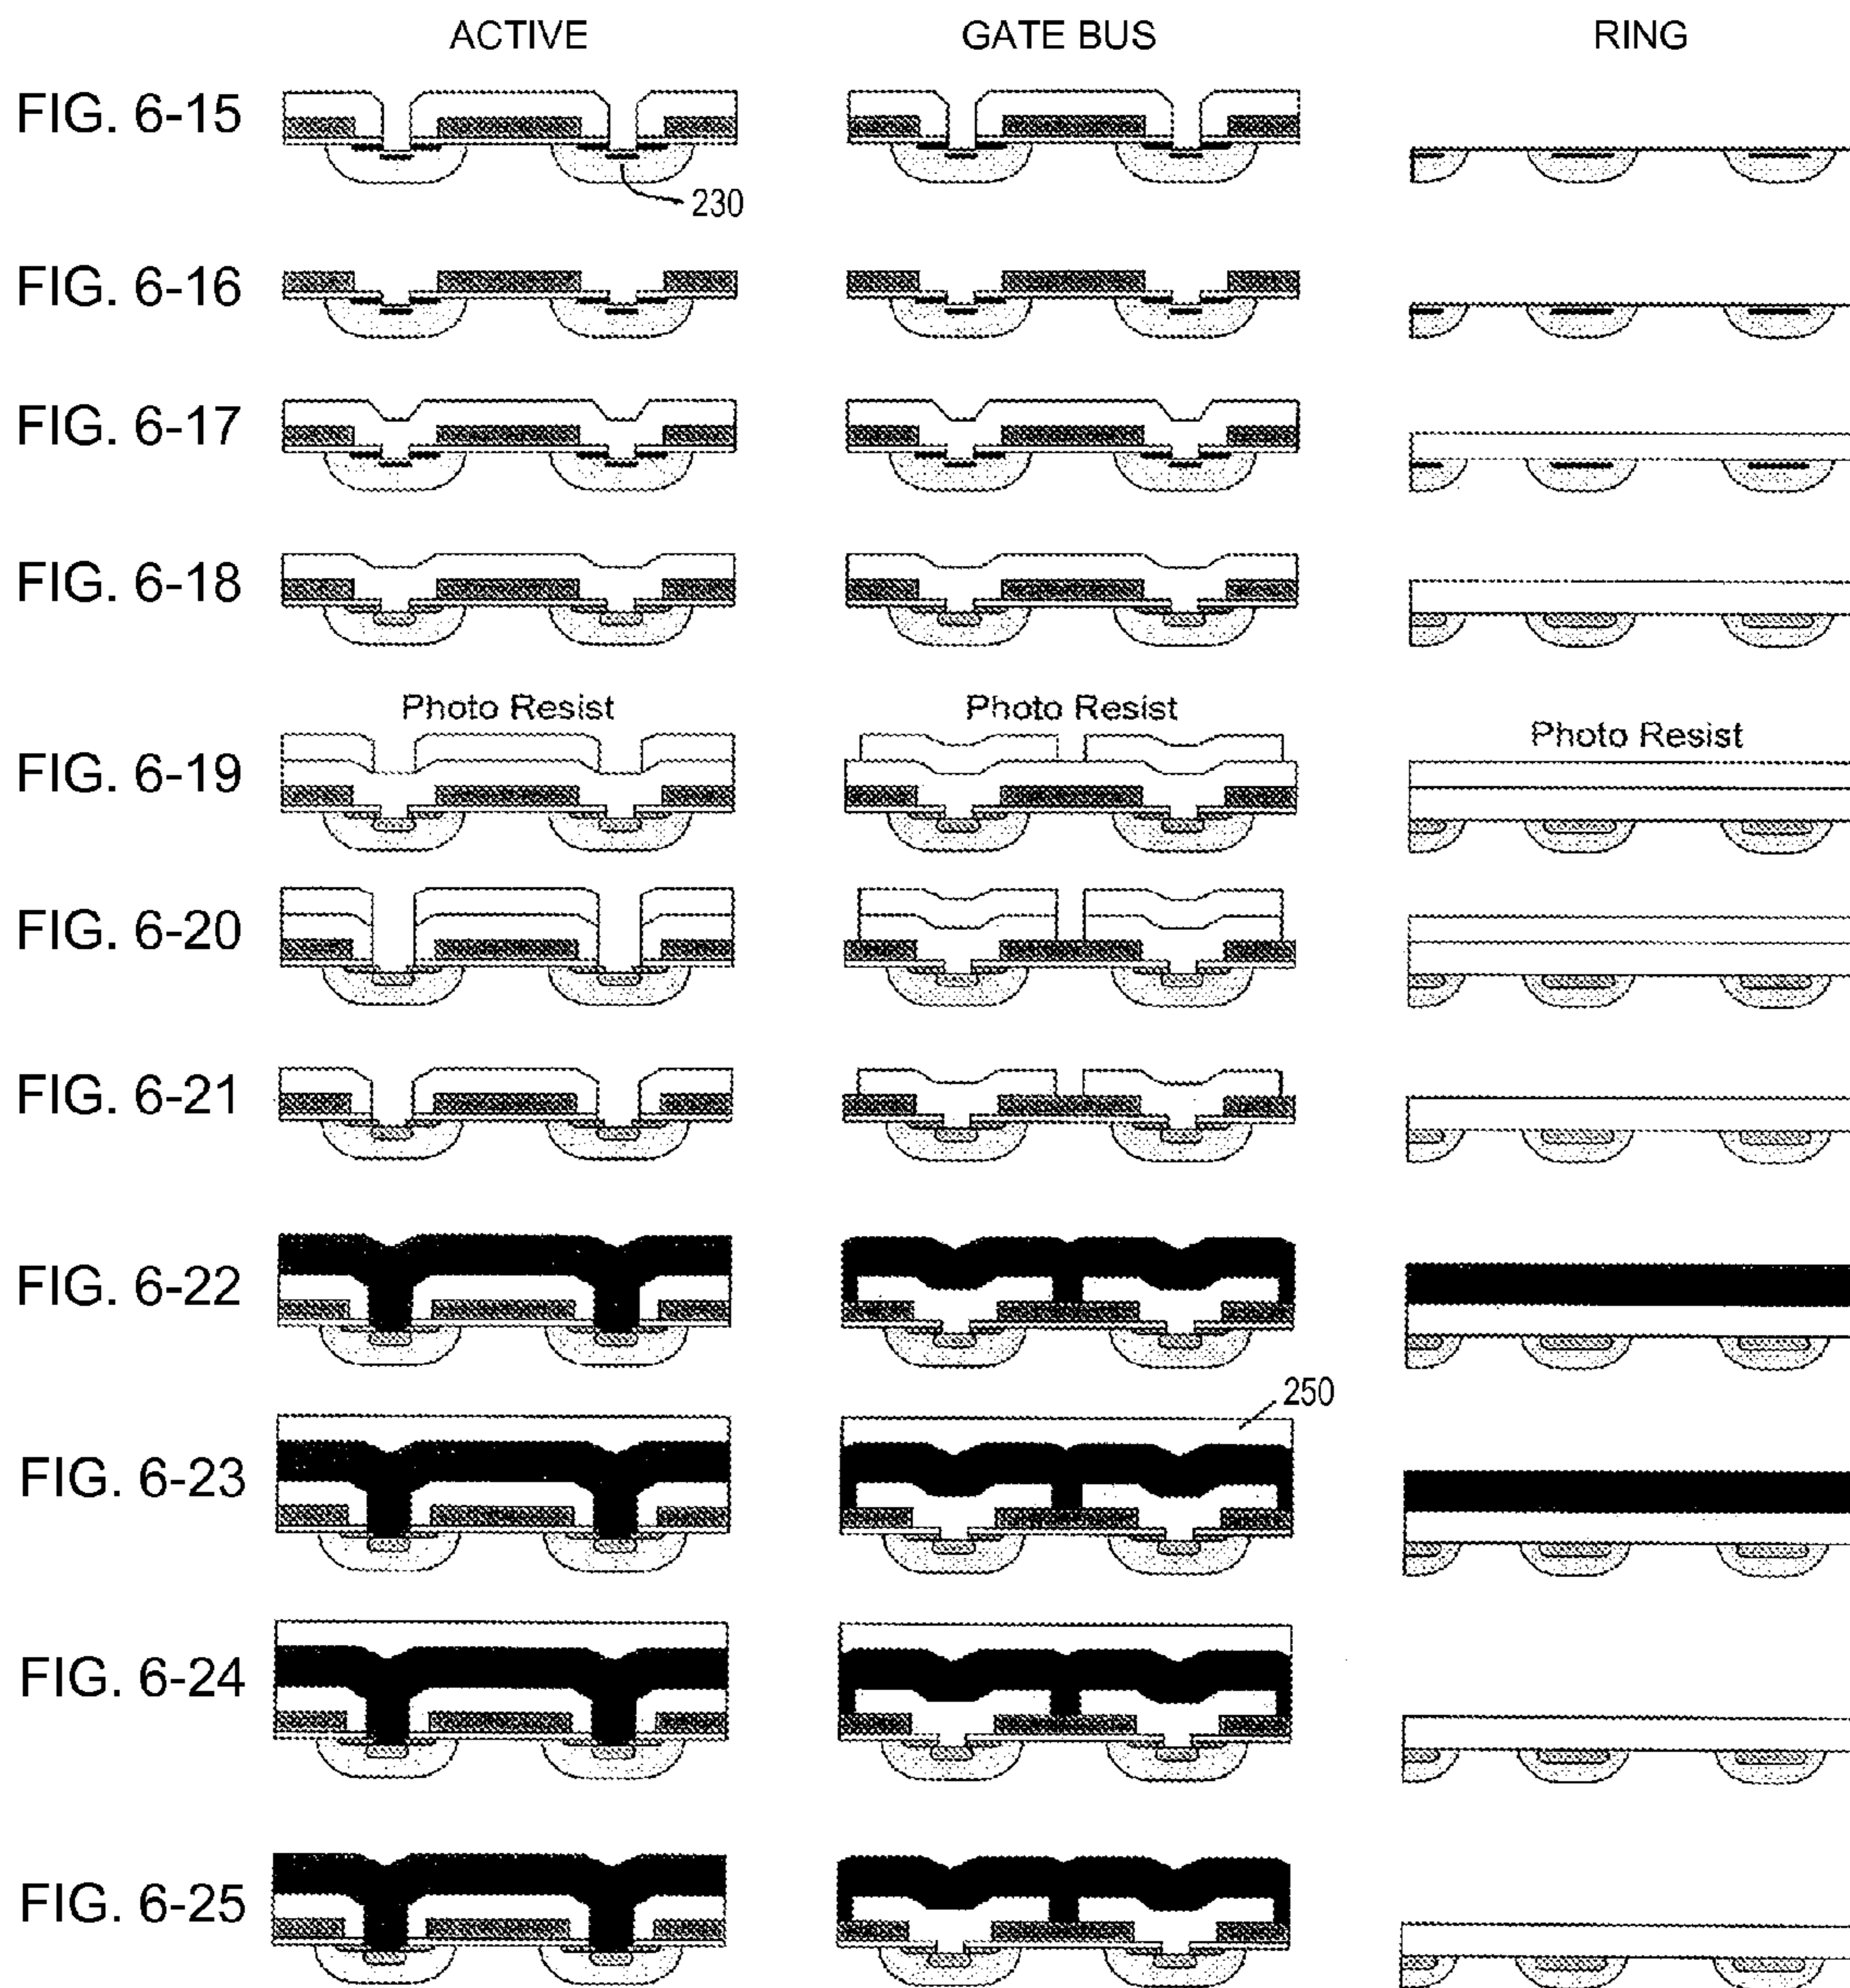 ACTIVE GATE BUS RING
FIG. 6-15
230
FIG. 6-16
FIG. 6-17
FIG. 6-18
Photo Resist Photo Resist Photo Resist
FIG. 6-19
FIG. 6-20
FIG. 6-21
FIG. 6-22
250
FIG. 6-23
FIG. 6-24
FIG. 6-25